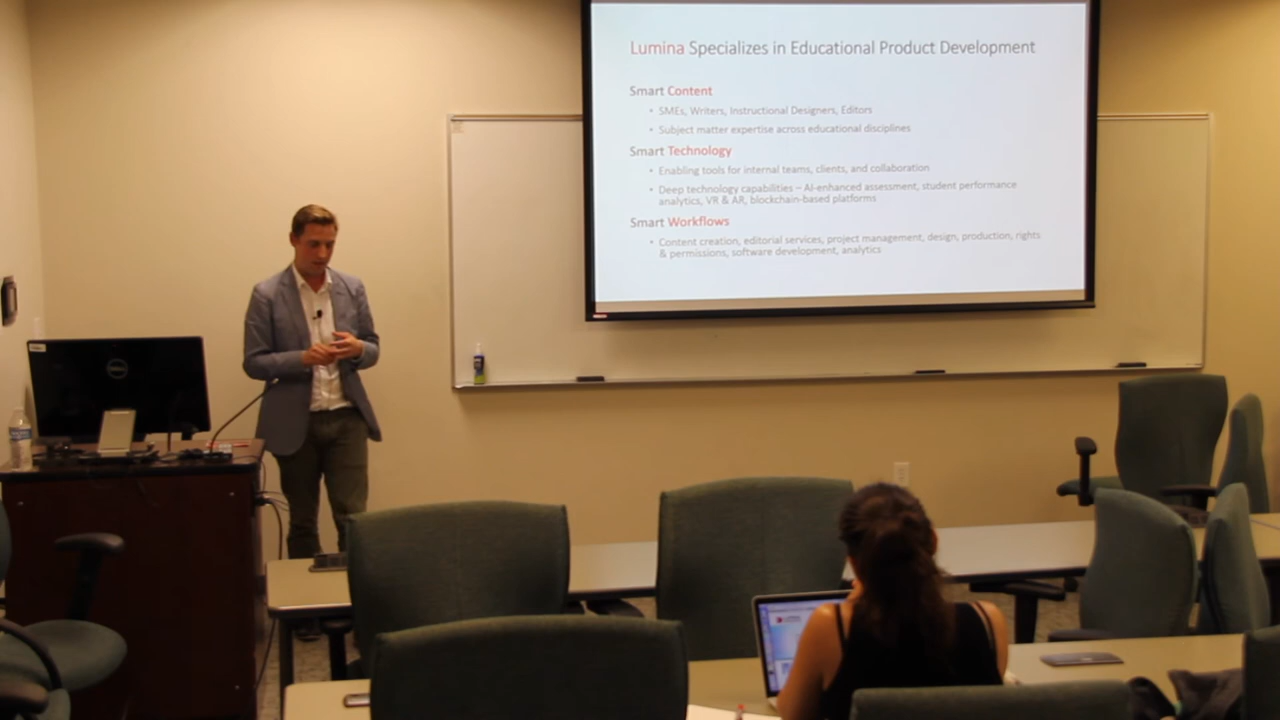 Lumina Specializes in Educational Product Development
Smart Content
• SMEs, Writers, Instructional Designers, Editors
• Subject matter expertise across educational disciplines
Smart Technology
• Enabling tools for internal teams, clients, and collaboration
• Deep technology capabilities – AI-enhanced assessment, student performance
analytics, VR & AR, blockchain-based platforms
Smart Workflows
• Content creation, editorial services, project management, design, production, rights
& permissions, software development, analytics
DELL